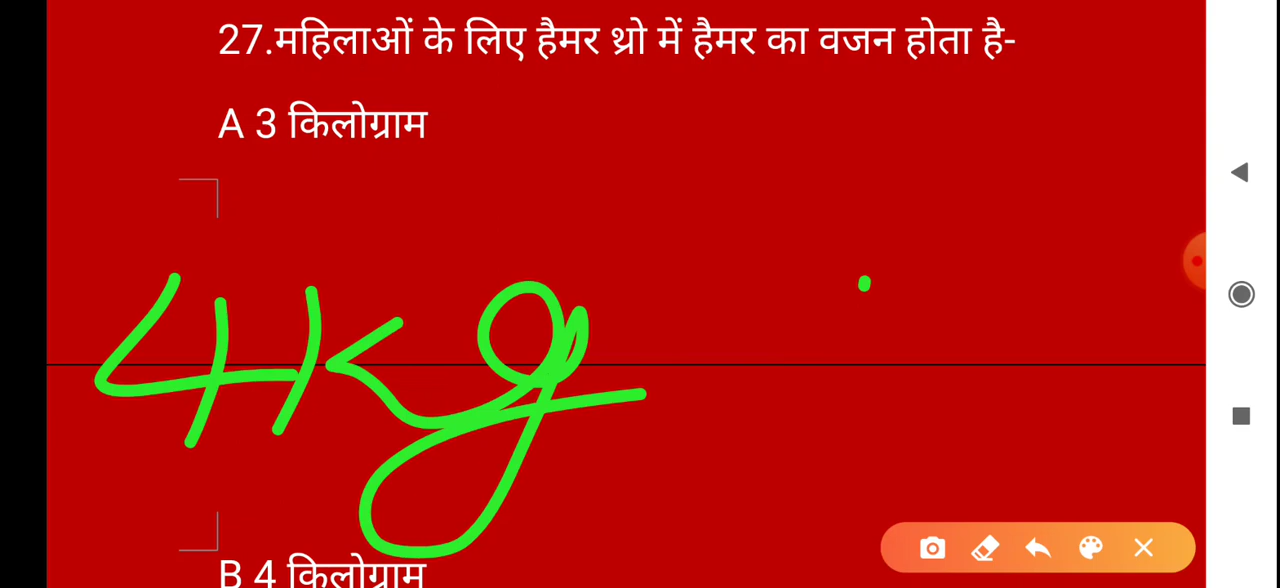 27.महिलाओं के लिए हैमर थ्रो में हैमर का वजन होता है-
A 3 किलोग्राम
4kg
B 4 किलोग्राम